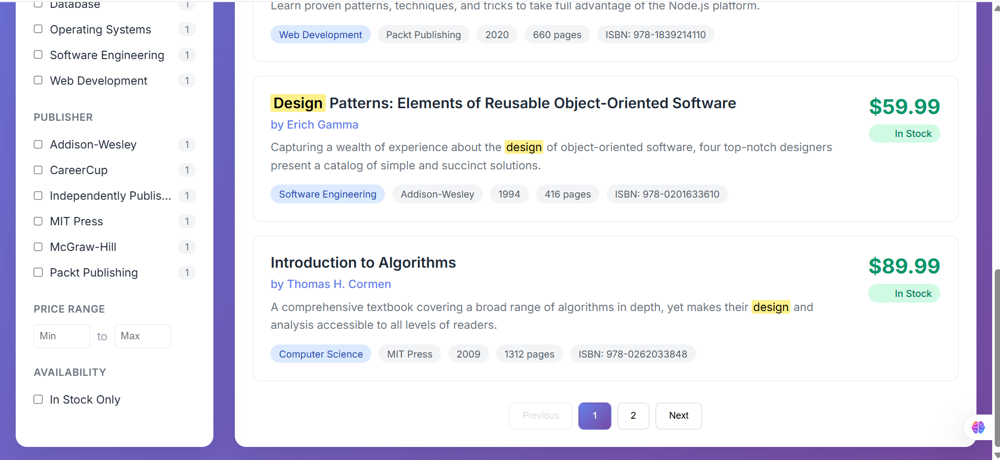 Database 1
Operating Systems 1
Software Engineering 1
Web Development 1
PUBLISHER
Addison-Wesley 1
CareerCup 1
Independently Publis... 1
MIT Press 1
McGraw-Hill 1
Packt Publishing 1
PRICE RANGE
Min to Max
AVAILABILITY
In Stock Only
Learn proven patterns, techniques, and tricks to take full advantage of the Node.js platform.
Web Development Packt Publishing 2020 660 pages ISBN: 978-1839214110
Design Patterns: Elements of Reusable Object-Oriented Software
$59.99
by Erich Gamma
In Stock
Capturing a wealth of experience about the design of object-oriented software, four top-notch designers
present a catalog of simple and succinct solutions.
Software Engineering Addison-Wesley 1994 416 pages ISBN: 978-0201633610
Introduction to Algorithms
$89.99
by Thomas H. Cormen
In Stock
A comprehensive textbook covering a broad range of algorithms in depth, yet makes their design and
analysis accessible to all levels of readers.
Computer Science MIT Press 2009 1312 pages ISBN: 978-0262033848
Previous 1 2 Next